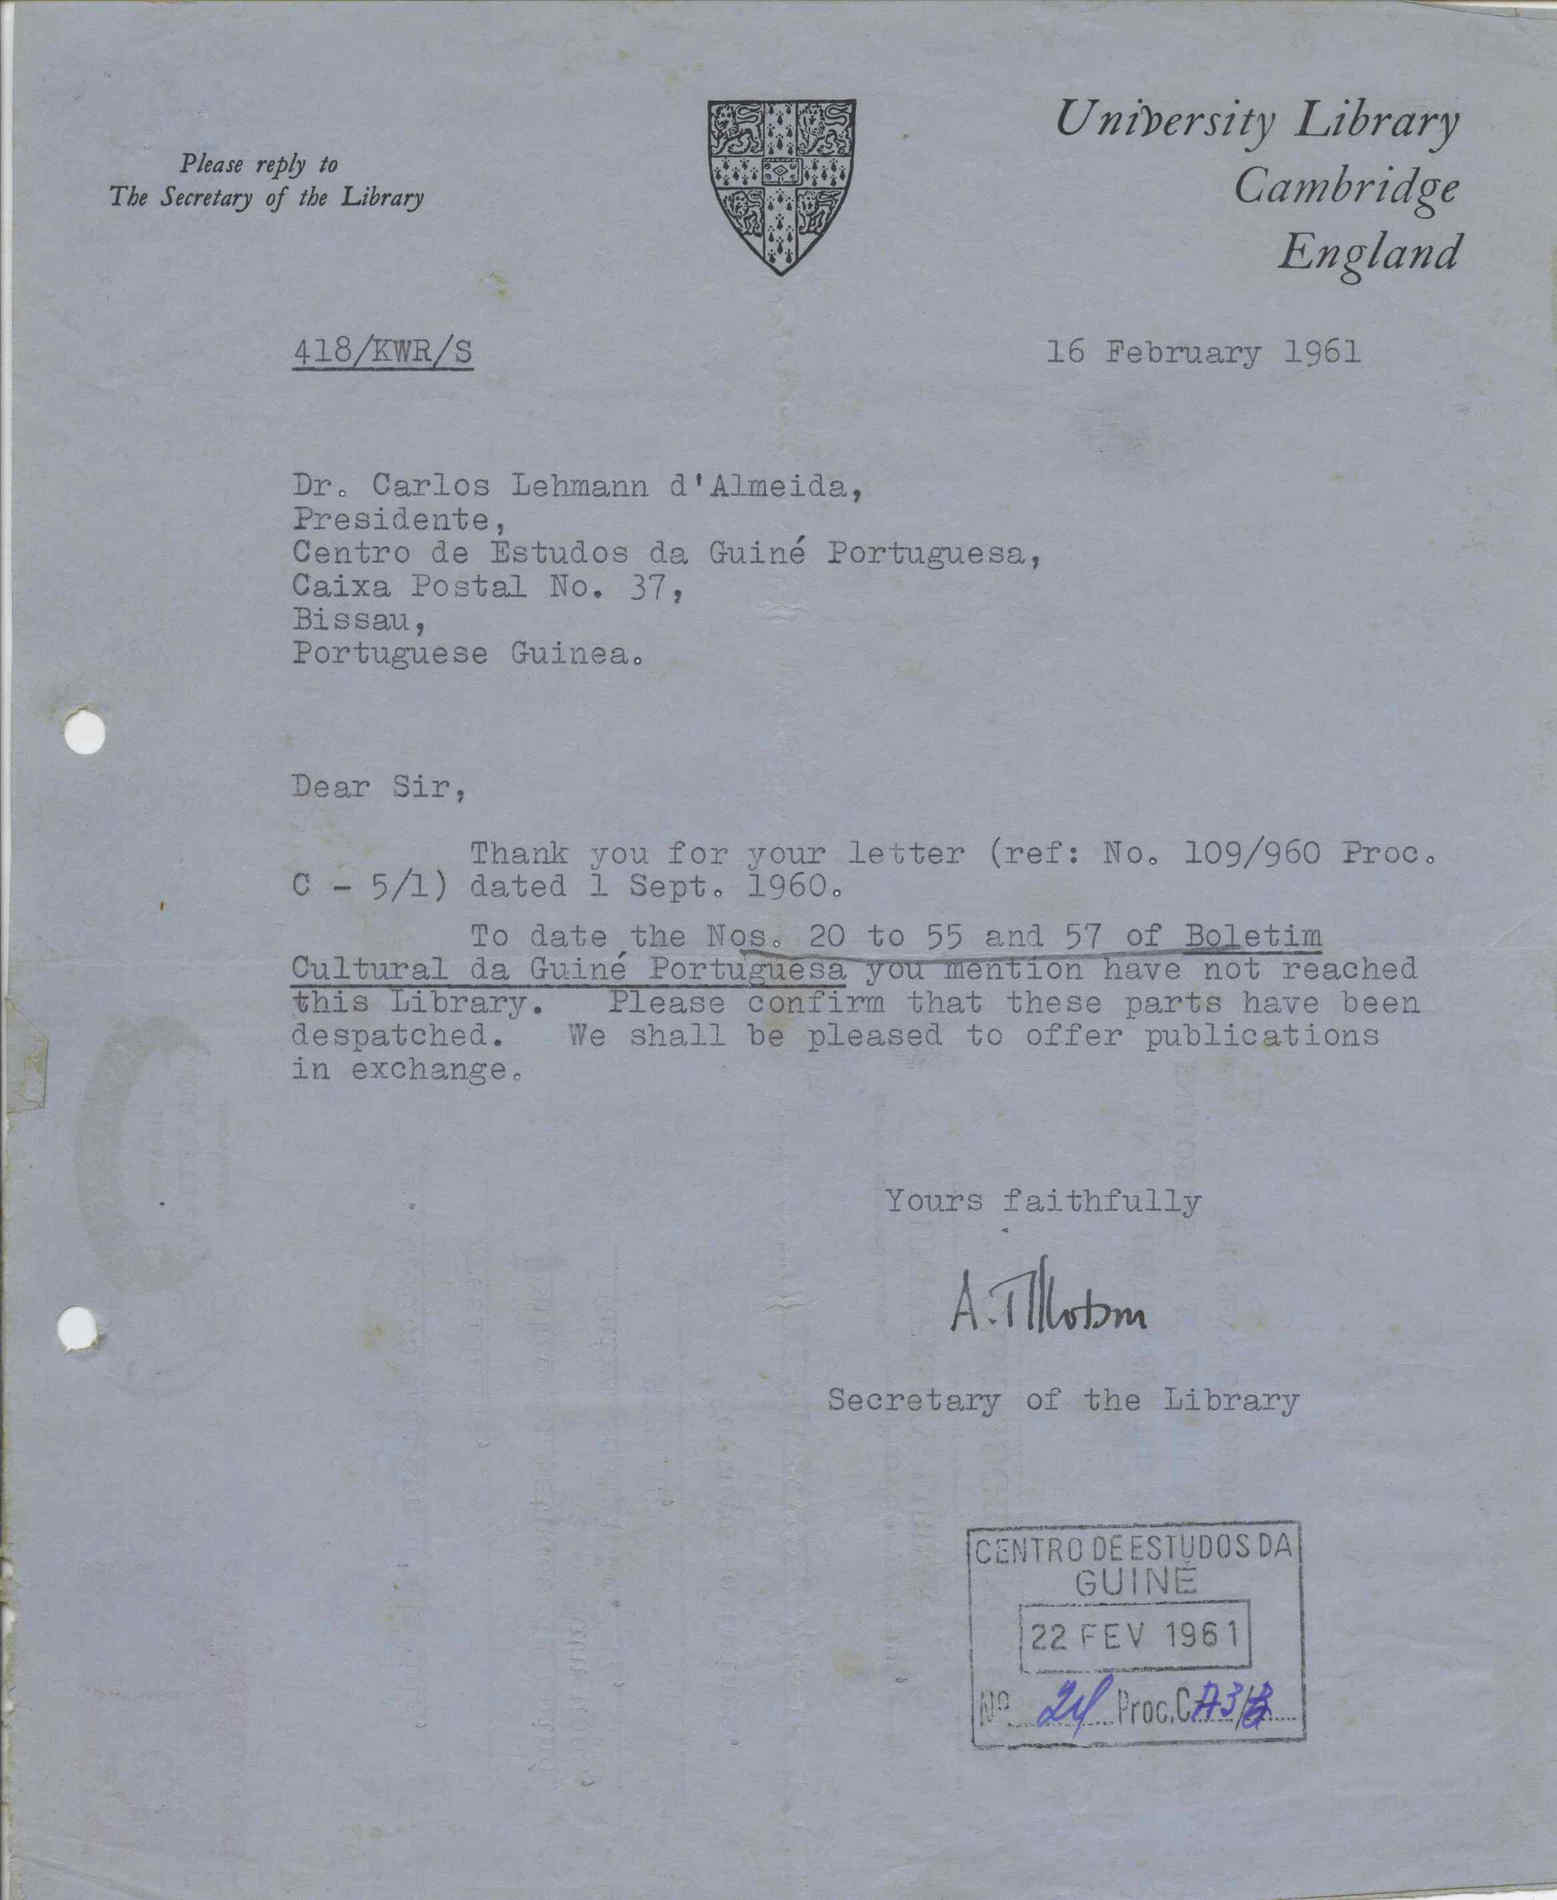 Please reply to
The Secretary of the Library
University Library
Cambridge
England
418/KWR/S
16 February 1961
Dr. Carlos Lehmann d'Almeida,
Presidente,
Centro de Estudos da Guiné Portuguesa,
Caixa Postal No. 37,
Bissau,
Portuguese Guinea.
Dear Sir,
Thank you for your letter (ref: No. 109/960 Proc.
C - 5/1) dated 1 Sept. 1960.
To date the Nos. 20 to 55 and 57 of Boletim
Cultural da Guiné Portuguesa you mention have not reached
this Library. Please confirm that these parts have been
despatched. We shall be pleased to offer publications
in exchange.
Yours faithfully
Secretary of the Library
CENTRO DE ESTUDOS DA
GUINÉ
22 FEV 1961
Nº 24 Proc. C